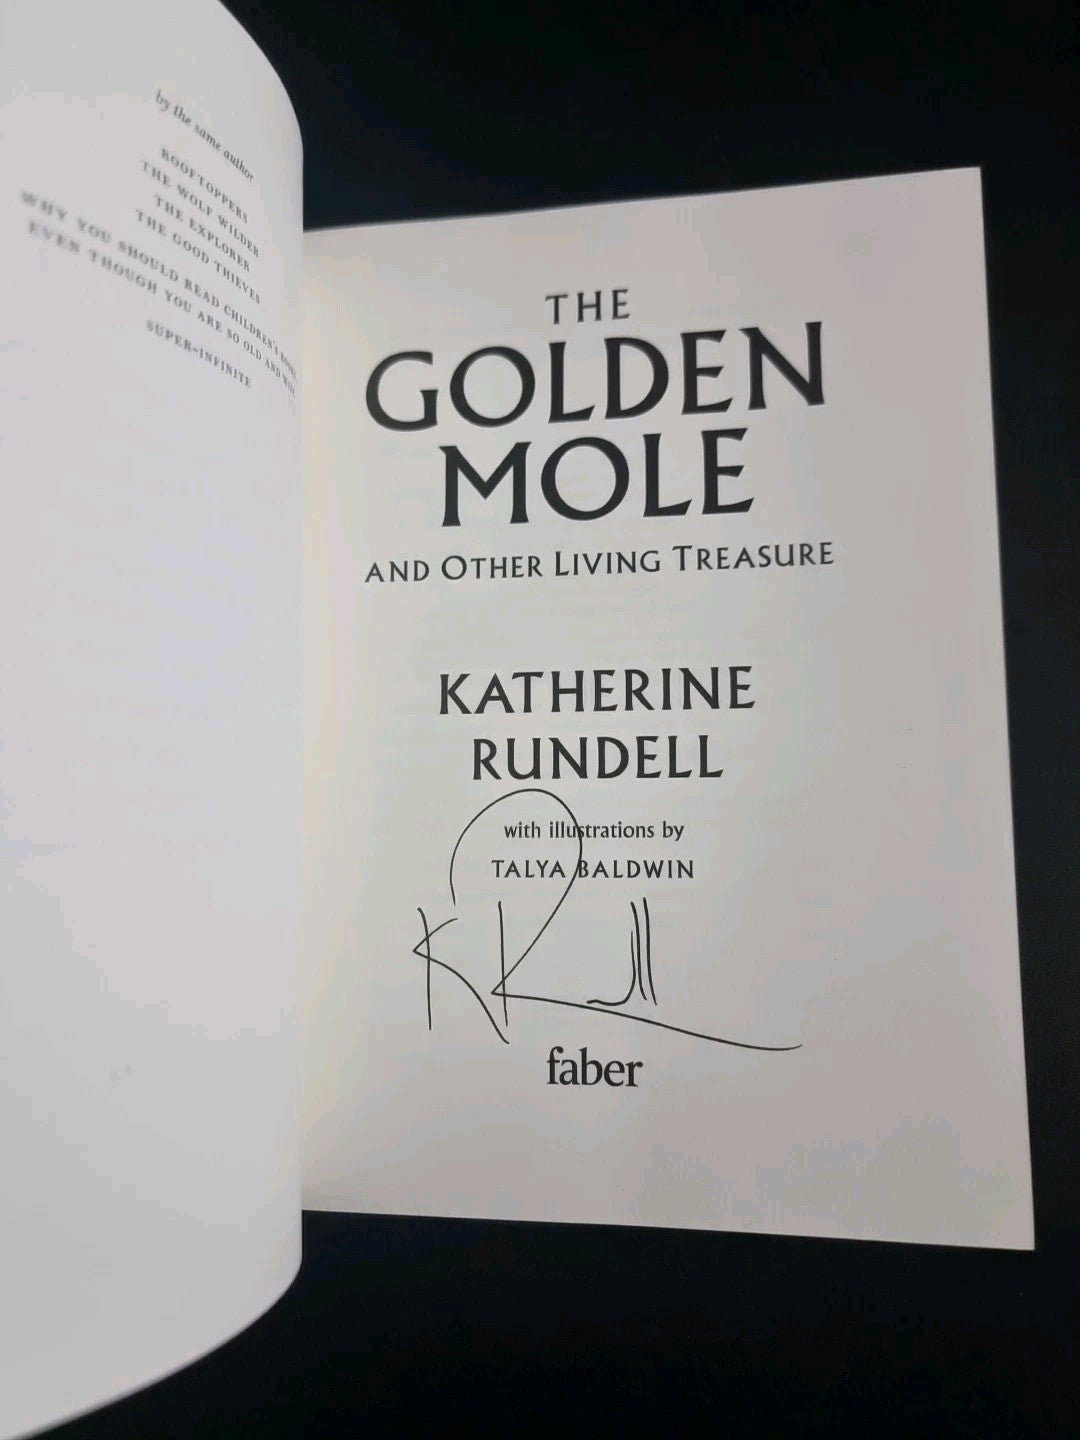 by the same author
ROOFTOPPERS
THE WOLF WILDER
THE EXPLORER
THE GOOD THIEVES
WHY YOU SHOULD READ CHILDREN'S
EVEN THOUGH YOU ARE SO OLD AND WISE
SUPER-INFINITE
THE
GOLDEN
MOLE
AND OTHER LIVING TREASURE
KATHERINE
RUNDELL
with illustrations by
TALYA BALDWIN
faber